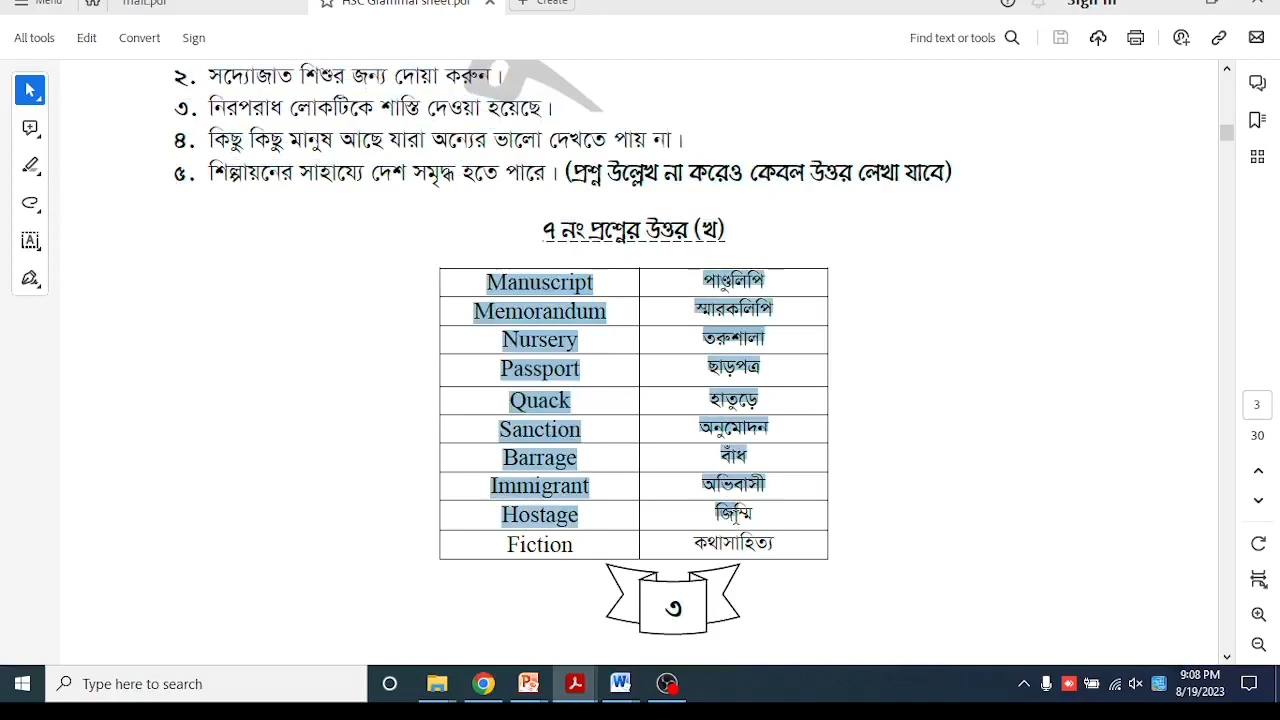 Menu
mail.pdf
HSC Grammar sheet.pdf
Create
Sign in
All tools Edit Convert Sign Find text or tools
২. সদ্যোজাত শিশুর জন্য দোয়া করুন।
৩. নিরপরাধ লোকটিকে শাস্তি দেওয়া হয়েছে।
৪. কিছু কিছু মানুষ আছে যারা অন্যের ভালো দেখতে পায় না।
৫. শিল্পায়নের সাহায্যে দেশ সমৃদ্ধ হতে পারে। (প্রশ্ন উল্লেখ না করেও কেবল উত্তর লেখা যাবে)
৭ নং প্রশ্নের উত্তর (খ)
Manuscript পাণ্ডুলিপি
Memorandum স্মারকলিপি
Nursery তরুশালা
Passport ছাড়পত্র
Quack হাতুড়ে
Sanction অনুমোদন
Barrage বাঁধ
Immigrant অভিবাসী
Hostage জিম্মি
Fiction কথাসাহিত্য
৩
3
30
Type here to search
9:08 PM
8/19/2023